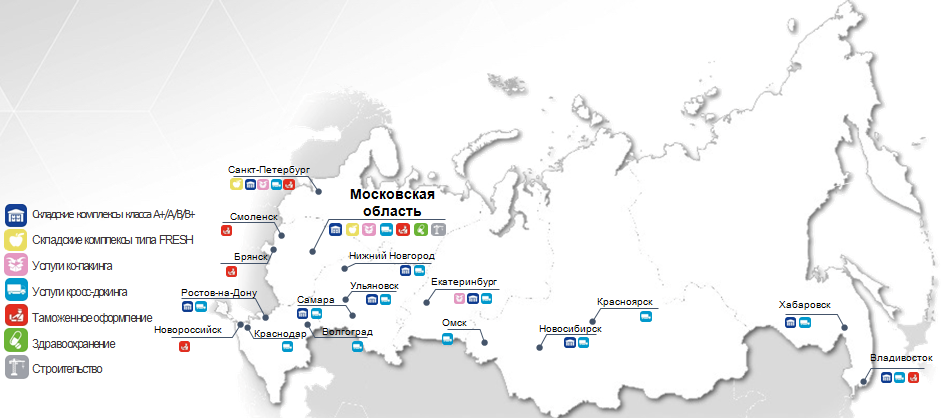 Санкт-Петербург
Московская
область
Смоленск
Складские комплексы класса А+/А/В/В+
Складские комплпексы типа FRESH
Брянск
Нижний Новгород
Услуги ко-пакинга
Услуги кросс-докинга
Ростов-на-Дону
Самара
Ульяновск
Екатеринбург
Красноярск
Хабаровск
Таможенное оформление
Новороссийск
Краснодар
Волгоград
Омск
Новосибирск
Здравоохранение
Владивосток
Строительство